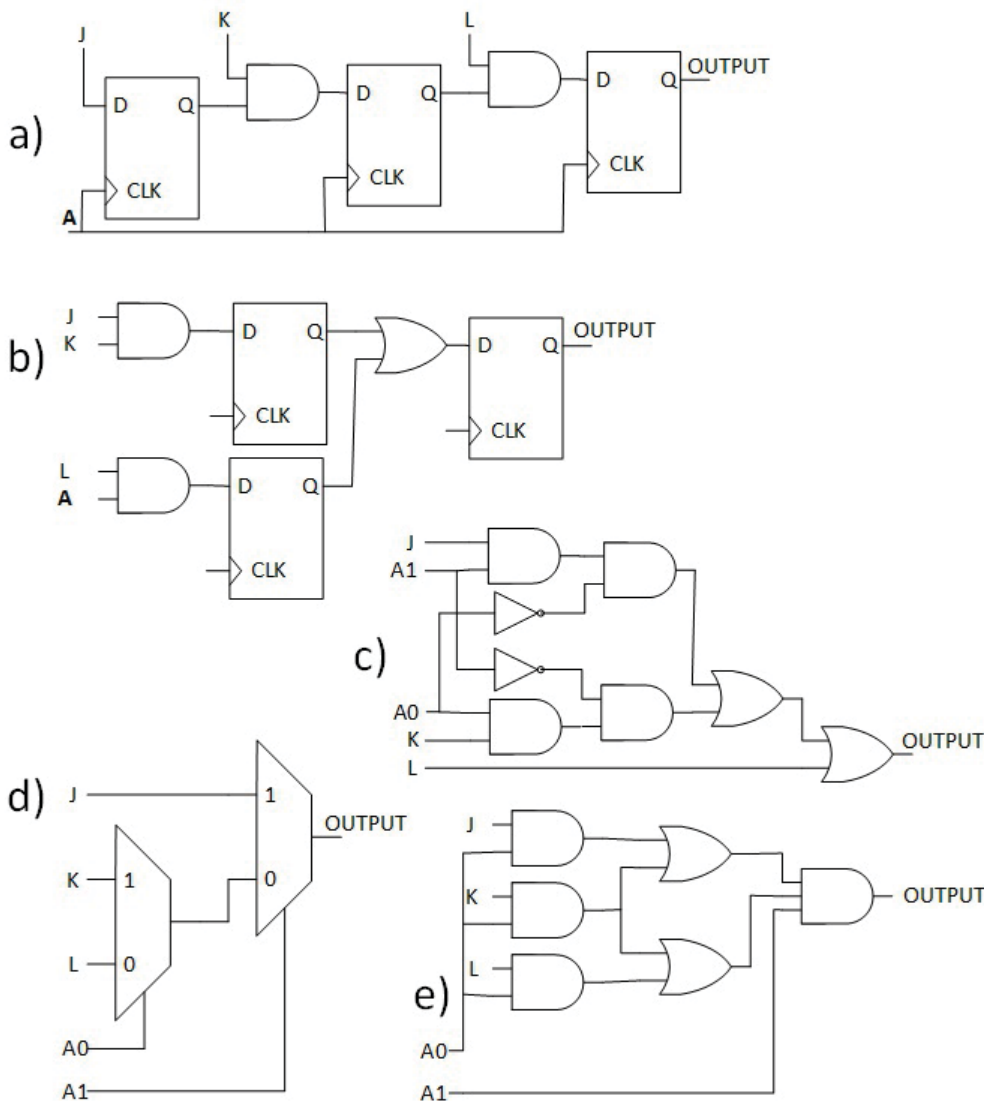 J
K
L
D Q
D Q
D Q OUTPUT
a)
CLK
CLK
CLK
A
J
K
D Q
D Q OUTPUT
b)
CLK
CLK
L
A
D Q
CLK
J
A1
c)
A0
K
L
OUTPUT
d)
J
1
OUTPUT
K
1
0
L
0
A0
A1
J
K
OUTPUT
L
e)
A0
A1